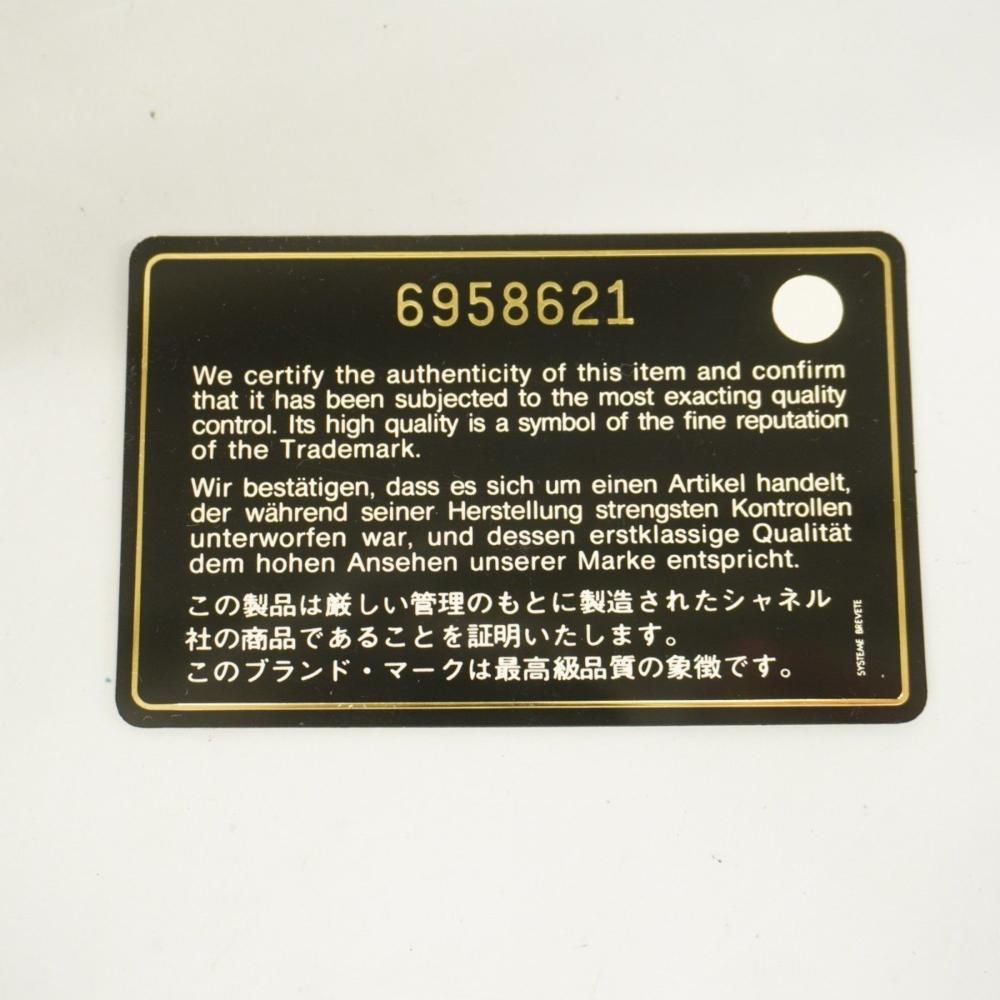 6958621
We certify the authenticity of this item and confirm
that it has been subjected to the most exacting quality
control. Its high quality is a symbol of the fine reputation
of the Trademark.
Wir bestätigen, dass es sich um einen Artikel handelt,
der während seiner Herstellung strengsten Kontrollen
unterworfen war, und dessen erstklassige Qualität
dem hohen Ansehen unserer Marke entspricht.
この製品は厳しい管理のもとに製造されたシャネル
社の商品であることを証明いたします。
このブランド・マークは最高級品質の象徴です。
SYSTEME BREVETE